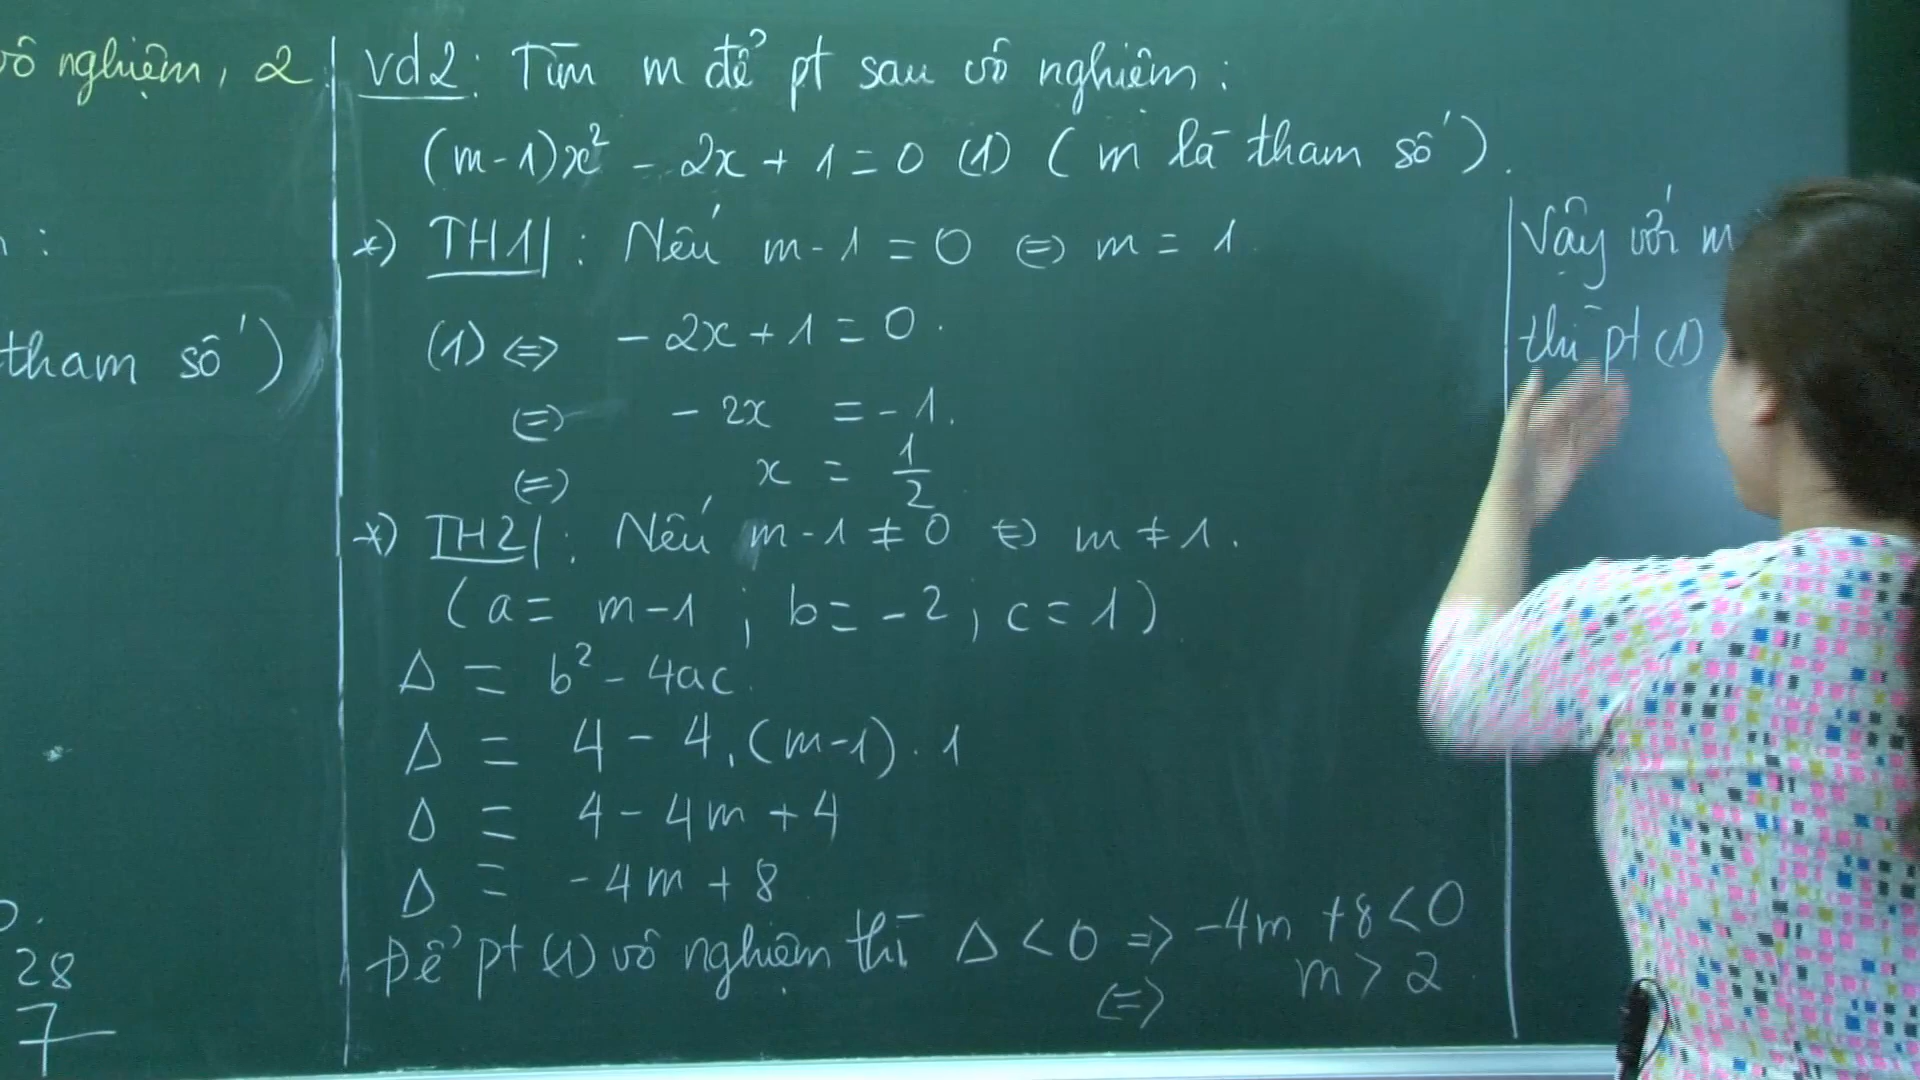 vô nghiệm, 2
:
tham số)
28
7
vd2: Tìm m để pt sau vô nghiệm:
(m-1)x² - 2x + 1 = 0 (1) (m là tham số).
*) TH1: Nếu m-1 = 0 (=) m = 1
(1) <=> - 2x + 1 = 0.
(=) - 2x = -1.
(=) x = 1/2
*) TH2: Nếu m-1 ≠ 0 (=) m ≠ 1.
(a = m-1; b = -2; c = 1)
Δ = b² - 4ac.
Δ = 4 - 4.(m-1).1
Δ = 4 - 4m + 4
Δ = -4m + 8
Để pt (1) vô nghiệm thì Δ < 0 => -4m + 8 < 0
(=> m > 2
Vậy với m
thì pt (1)